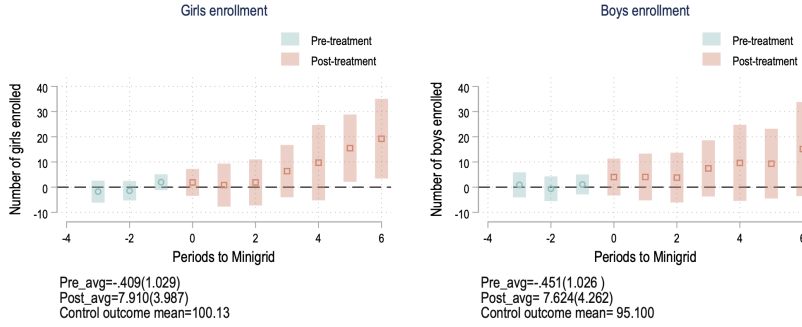 Girls enrollment
Pre-treatment
Post-treatment
Number of girls enrolled
40
30
20
10
0
-10
-4
-2
0
2
4
6
Periods to Minigrid
Pre_avg=-.409(1.029)
Post_avg=7.910(3.987)
Control outcome mean=100.13
Boys enrollment
Pre-treatment
Post-treatment
Number of boys enrolled
40
30
20
10
0
-10
-4
-2
0
2
4
6
Periods to Minigrid
Pre_avg=-.451(1.026 )
Post_avg= 7.624(4.262)
Control outcome mean= 95.100